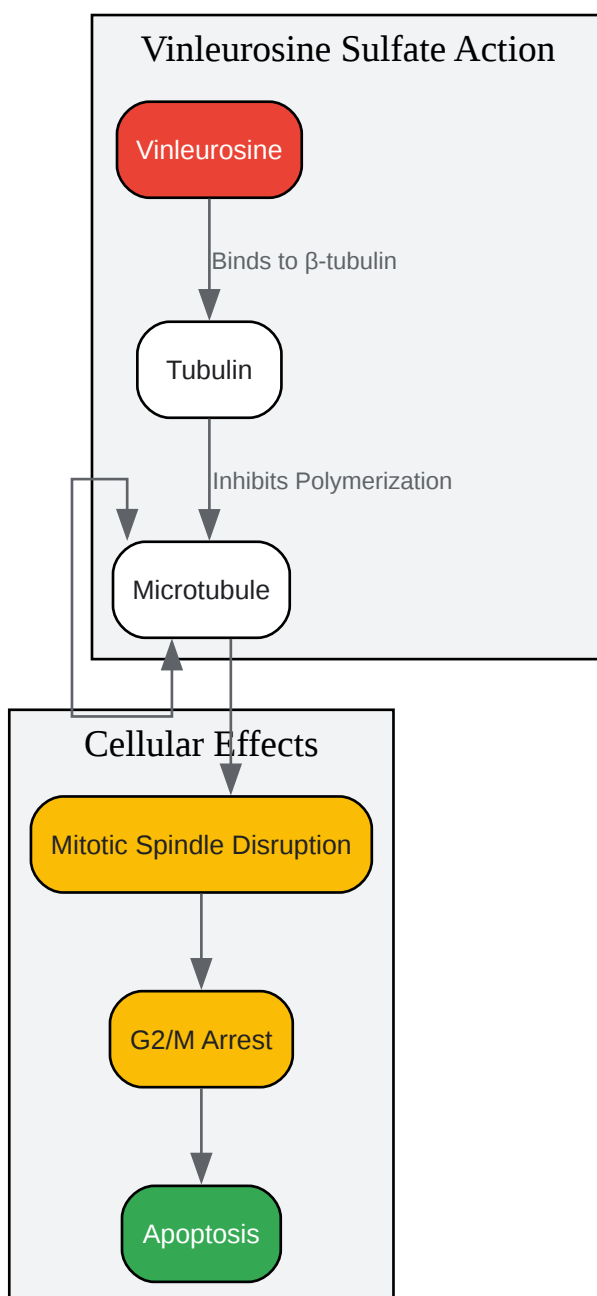 Vinleurosine Sulfate Action
Vinleurosine
Binds to β-tubulin
Tubulin
Inhibits Polymerization
Microtubule
Cellular Effects
Mitotic Spindle Disruption
G2/M Arrest
Apoptosis